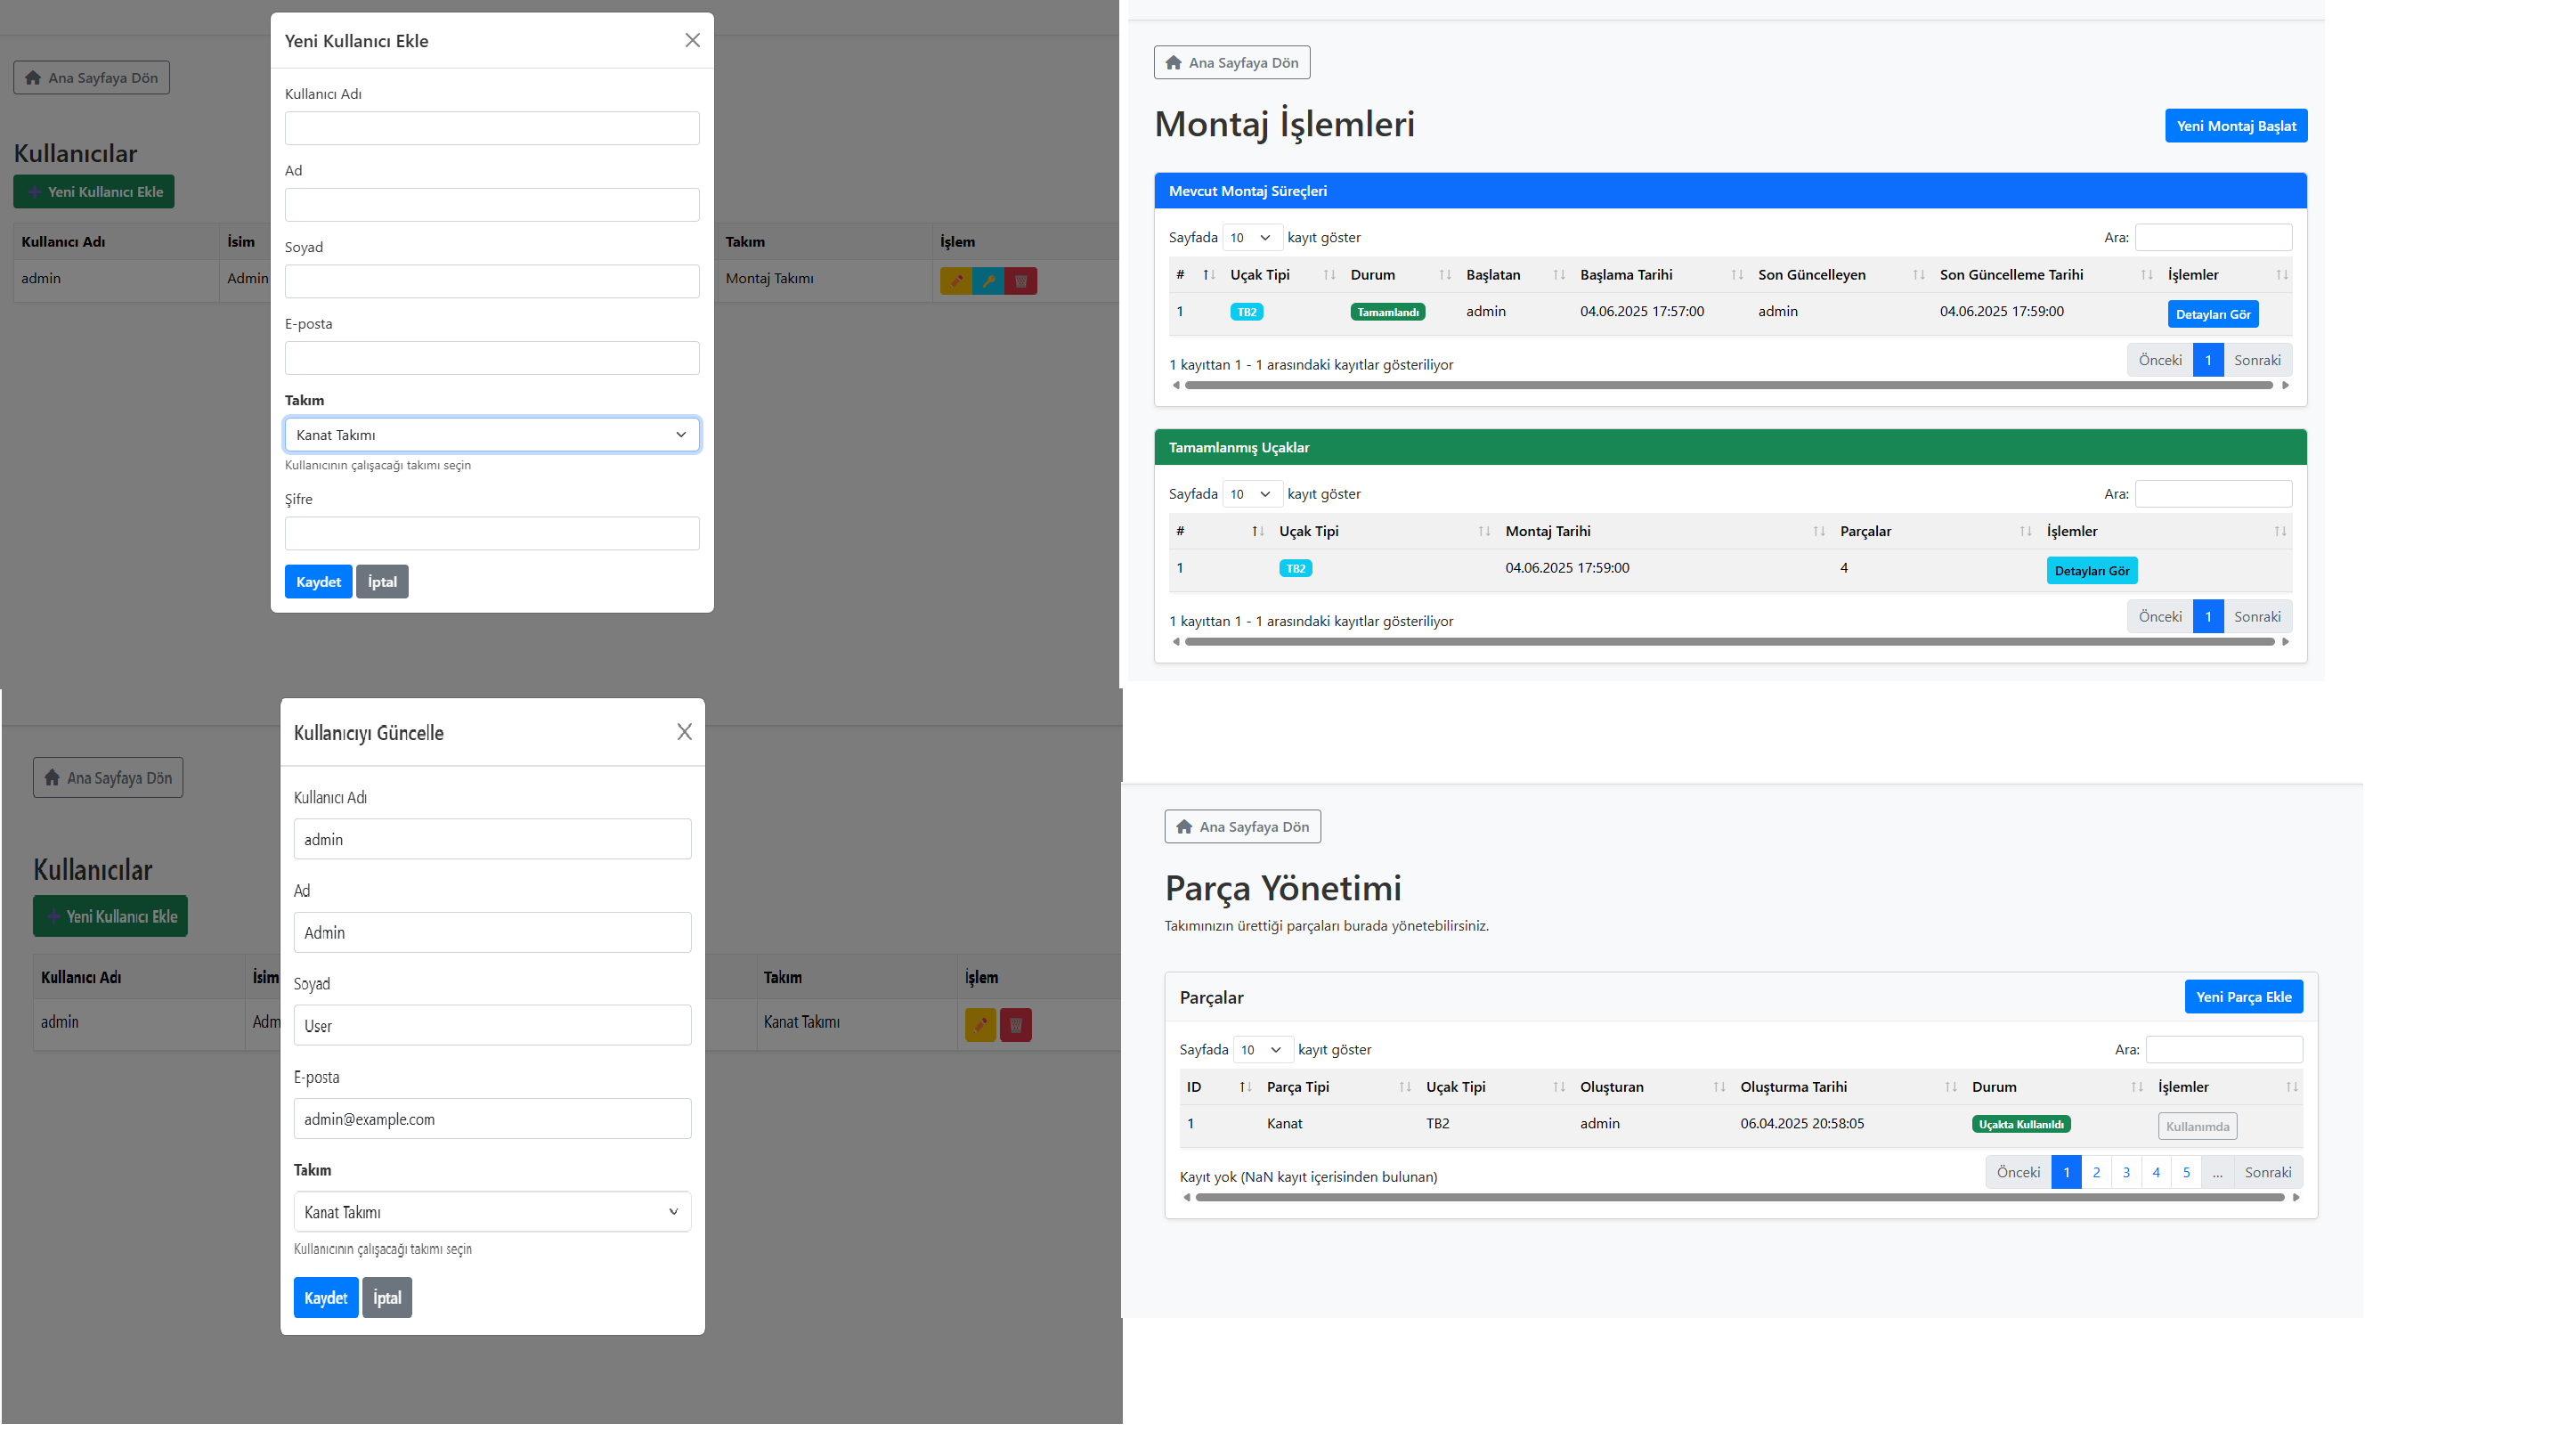 Yeni Kullanıcı Ekle
Ana Sayfaya Dön
Kullanıcı Adı
Ad
Kullanıcılar
Yeni Kullanıcı Ekle
Soyad
Kullanıcı Adı İsim Takım İşlem
admin Admin Montaj Takımı
E-posta
Takım
Kanat Takımı
Kullanıcının çalışacağı takımı seçin
Şifre
Kaydet İptal
Ana Sayfaya Dön
Montaj İşlemleri
Yeni Montaj Başlat
Mevcut Montaj Süreçleri
Sayfada 10 kayıt göster Ara:
# Uçak Tipi Durum Başlatan Başlama Tarihi Son Güncelleyen Son Güncelleme Tarihi İşlemler
1 TB2 Tamamlandı admin 04.06.2025 17:57:00 admin 04.06.2025 17:59:00 Detayları Gör
1 kayıttan 1 - 1 arasındaki kayıtlar gösteriliyor Önceki 1 Sonraki
Tamamlanmış Uçaklar
Sayfada 10 kayıt göster Ara:
# Uçak Tipi Montaj Tarihi Parçalar İşlemler
1 TB2 04.06.2025 17:59:00 4 Detayları Gör
1 kayıttan 1 - 1 arasındaki kayıtlar gösteriliyor Önceki 1 Sonraki
Kullanıcıyı Güncelle
Ana Sayfaya Dön
Kullanıcı Adı
admin
Kullanıcılar
Ad
Yeni Kullanıcı Ekle
Admin
Kullanıcı Adı İsim Takım İşlem
Soyad
admin Adm Kanat Takımı
User
E-posta
admin@example.com
Takım
Kanat Takımı
Kullanıcının çalışacağı takımı seçin
Kaydet İptal
Ana Sayfaya Dön
Parça Yönetimi
Takımınızın ürettiği parçaları burada yönetebilirsiniz.
Parçalar Yeni Parça Ekle
Sayfada 10 kayıt göster Ara:
ID Parça Tipi Uçak Tipi Oluşturan Oluşturma Tarihi Durum İşlemler
1 Kanat TB2 admin 06.04.2025 20:58:05 Uçakta Kullanıldı Kullanımda
Kayıt yok (NaN kayıt içerisinden bulunan) Önceki 1 2 3 4 5 ... Sonraki